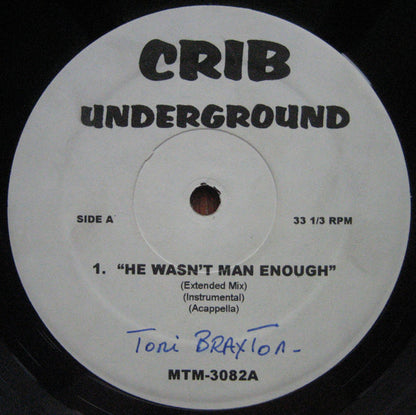 CRIB
UNDERGROUND
SIDE A 33 1/3 RPM
1. "HE WASN'T MAN ENOUGH"
(Extended Mix)
(Instrumental)
(Acappella)
Toni BRAXTON-
MTM-3082A